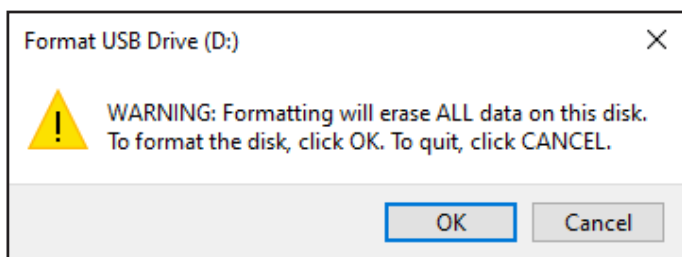 Format USB Drive (D:)
WARNING: Formatting will erase ALL data on this disk.
To format the disk, click OK. To quit, click CANCEL.
OK
Cancel